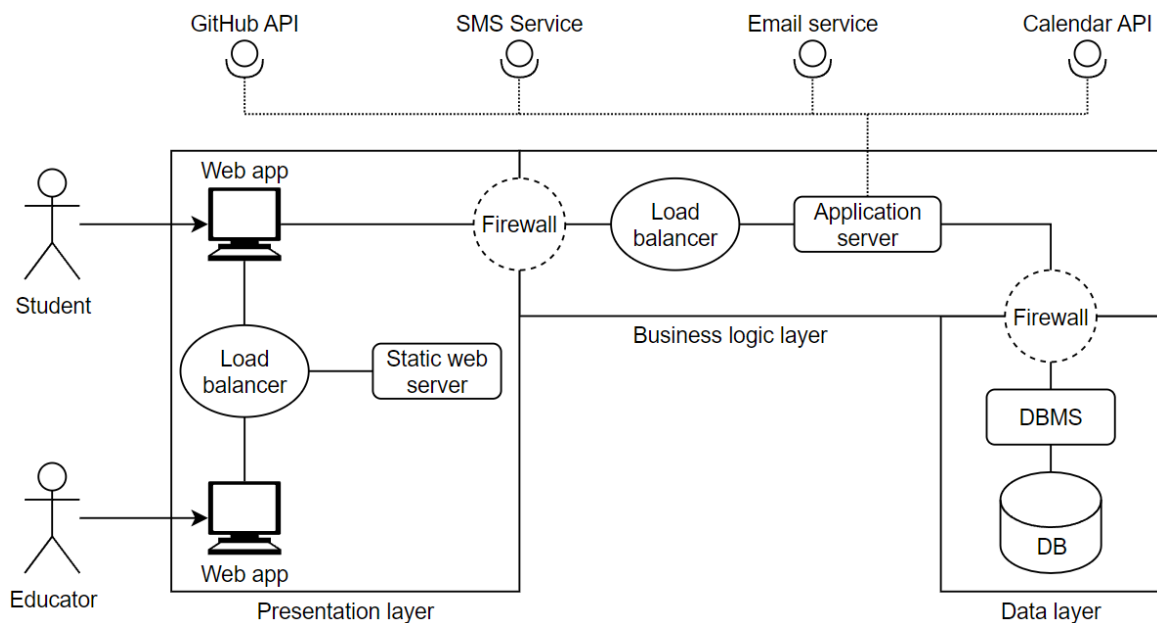 GitHub API
SMS Service
Email service
Calendar API
Web app
Student
Firewall
Load
balancer
Application
server
Firewall
Business logic layer
Load
balancer
Static web
server
DBMS
DB
Web app
Educator
Presentation layer
Data layer